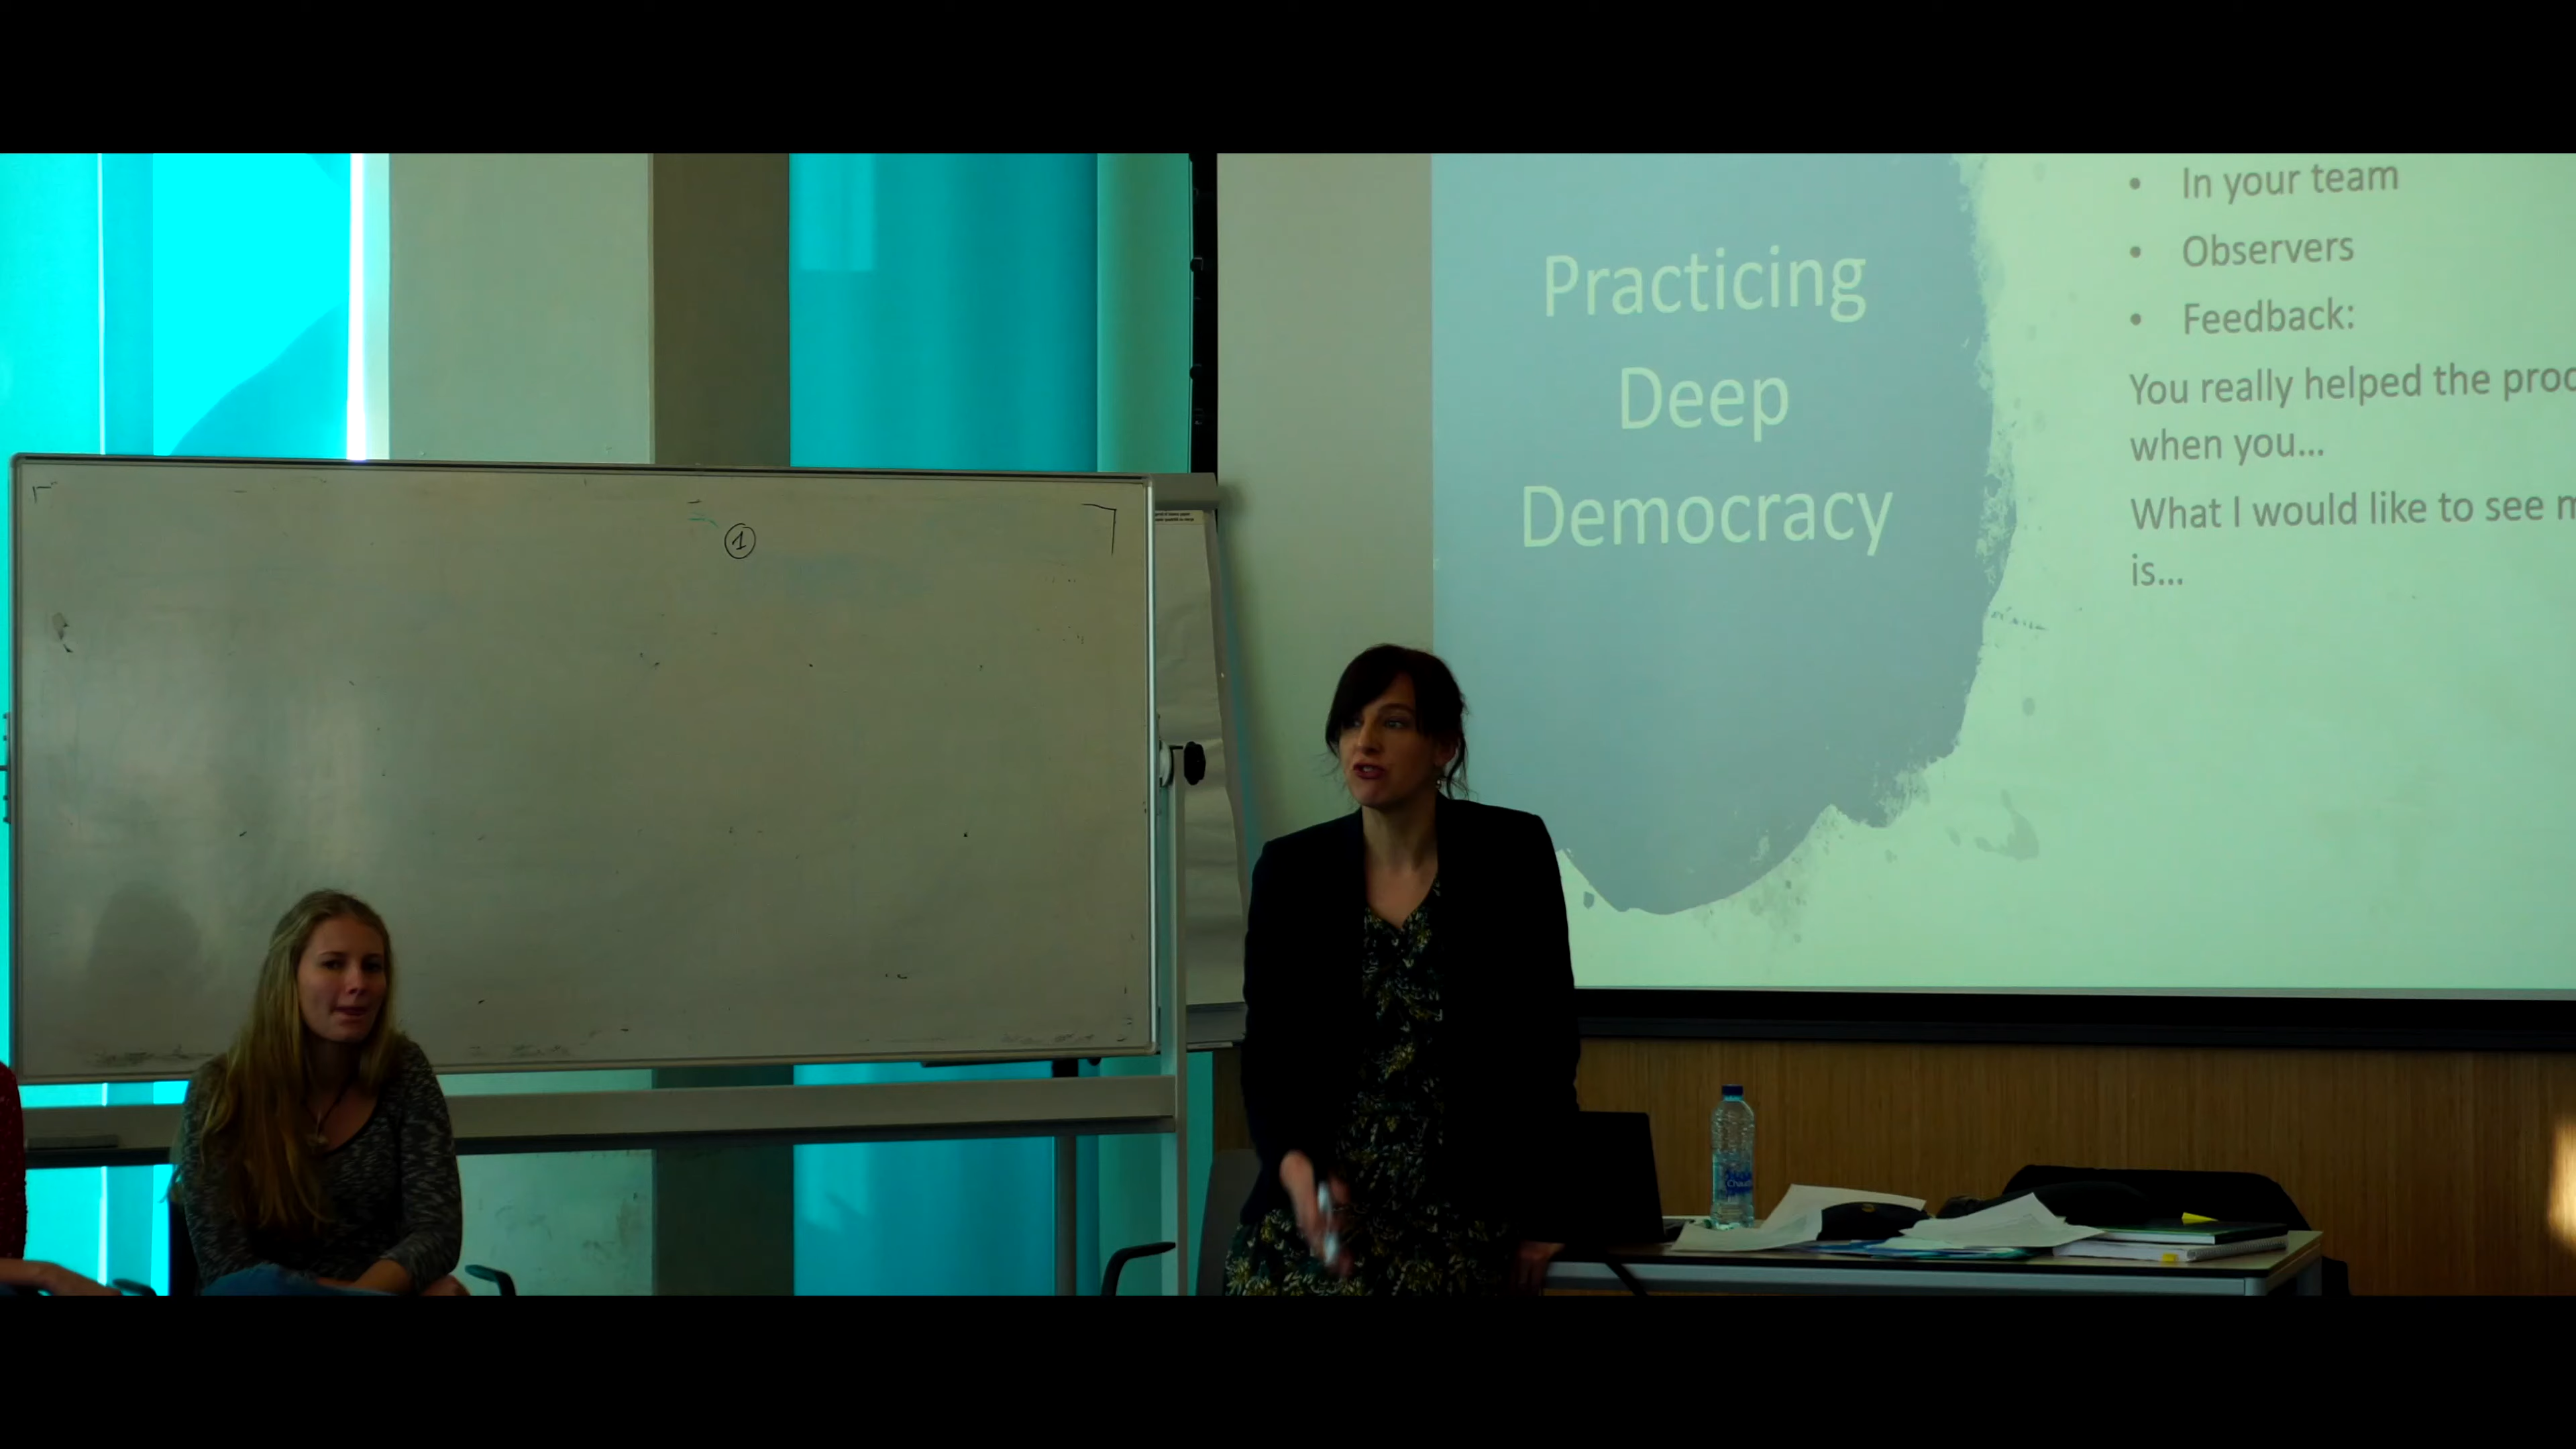 Practicing
Deep
Democracy
• In your team
• Observers
• Feedback:
You really helped the proc
when you...
What I would like to see m
is...
1